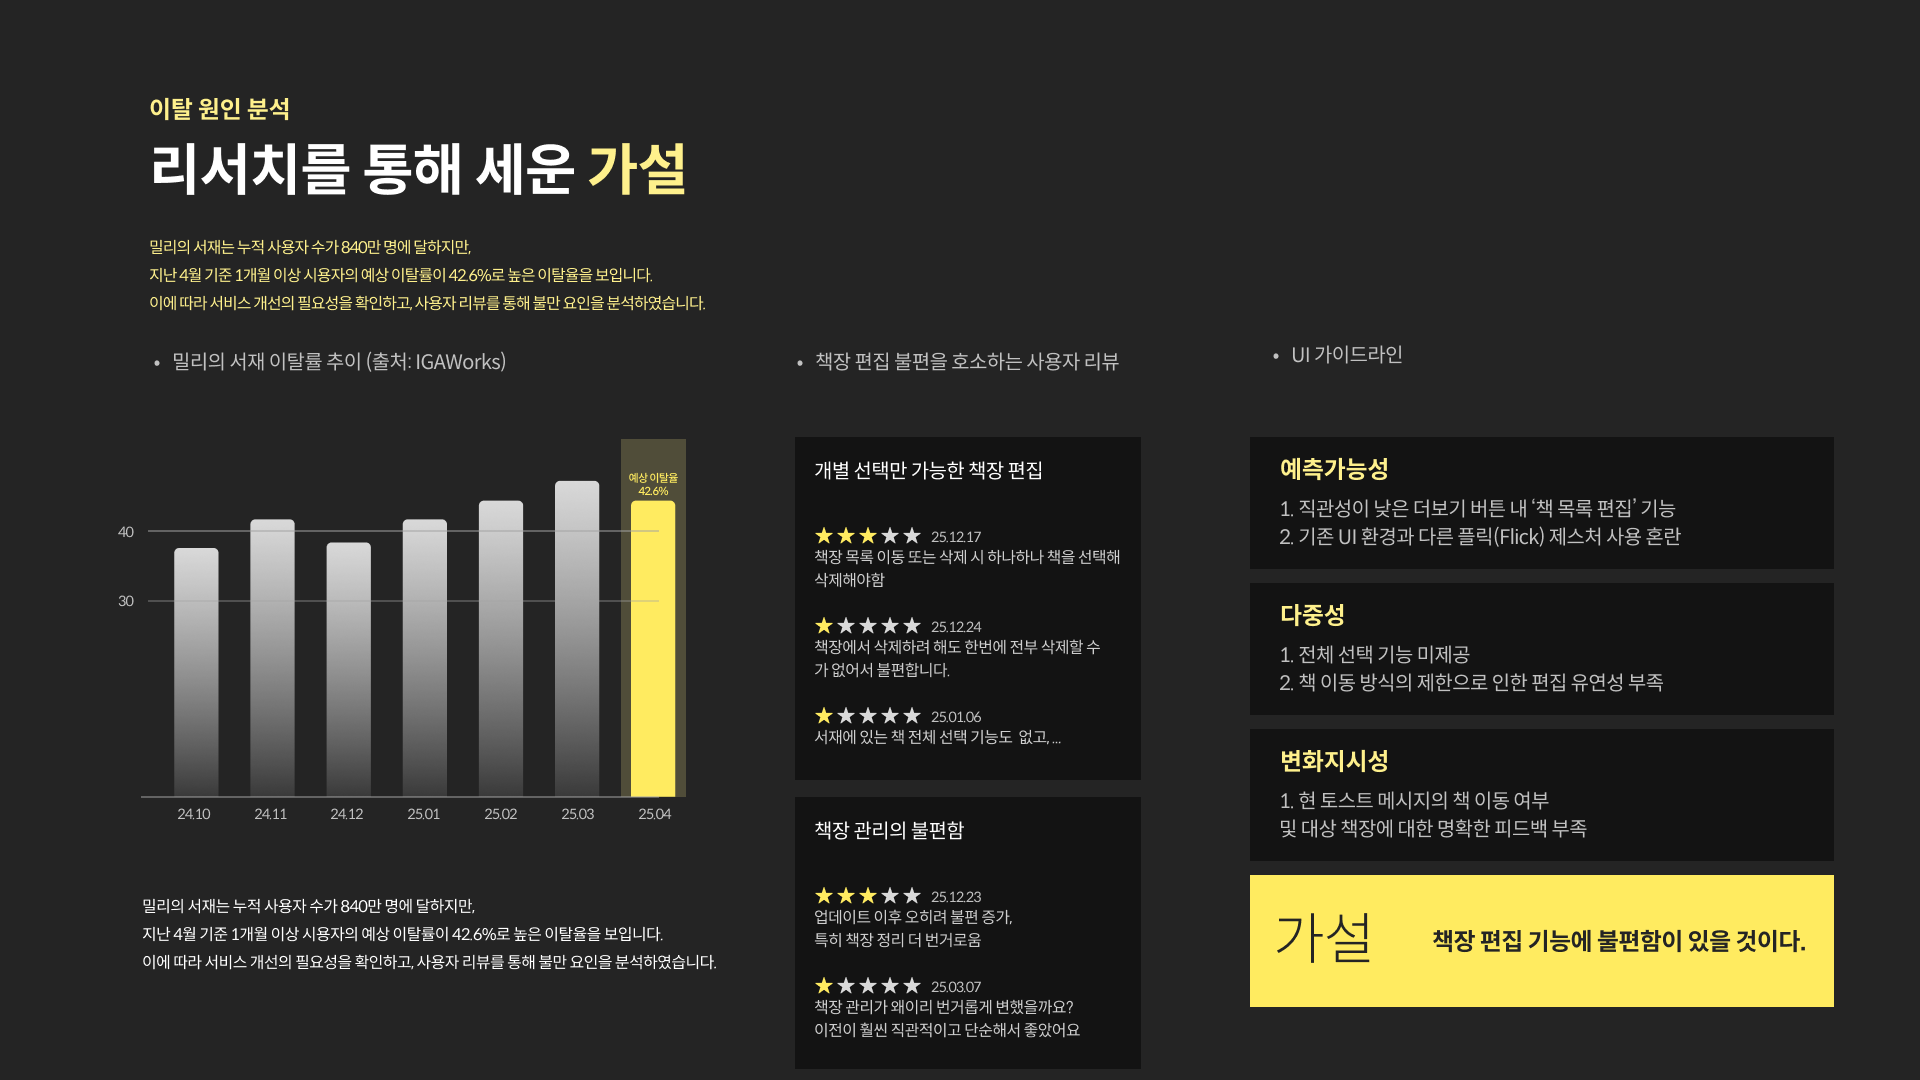 이탈 원인 분석
리서치를 통해 세운 가설
밀리의 서재는 누적 사용자 수가 840만 명에 달하지만,
지난 4월 기준 1개월 이상 시용자의 예상 이탈률이 42.6%로 높은 이탈율을 보입니다.
이에 따라 서비스 개선의 필요성을 확인하고, 사용자 리뷰를 통해 불만 요인을 분석하였습니다.
• 밀리의 서재 이탈률 추이 (출처: IGAWorks)
예상 이탈율
42.6%
40
30
24.10
24.11
24.12
25.01
25.02
25.03
25.04
밀리의 서재는 누적 사용자 수가 840만 명에 달하지만,
지난 4월 기준 1개월 이상 시용자의 예상 이탈률이 42.6%로 높은 이탈율을 보입니다.
이에 따라 서비스 개선의 필요성을 확인하고, 사용자 리뷰를 통해 불만 요인을 분석하였습니다.
• 책장 편집 불편을 호소하는 사용자 리뷰
개별 선택만 가능한 책장 편집
25.12.17
책장 목록 이동 또는 삭제 시 하나하나 책을 선택해
삭제해야함
25.12.24
책장에서 삭제하려 해도 한번에 전부 삭제할 수
가 없어서 불편합니다.
25.01.06
서재에 있는 책 전체 선택 기능도 없고, ...
책장 관리의 불편함
25.12.23
업데이트 이후 오히려 불편 증가,
특히 책장 정리 더 번거로움
25.03.07
책장 관리가 왜이리 번거롭게 변했을까요?
이전이 훨씬 직관적이고 단순해서 좋았어요
• UI 가이드라인
예측가능성
1. 직관성이 낮은 더보기 버튼 내 ‘책 목록 편집’ 기능
2. 기존 UI 환경과 다른 플릭(Flick) 제스처 사용 혼란
다중성
1. 전체 선택 기능 미제공
2. 책 이동 방식의 제한으로 인한 편집 유연성 부족
변화지시성
1. 현 토스트 메시지의 책 이동 여부
및 대상 책장에 대한 명확한 피드백 부족
가설
책장 편집 기능에 불편함이 있을 것이다.